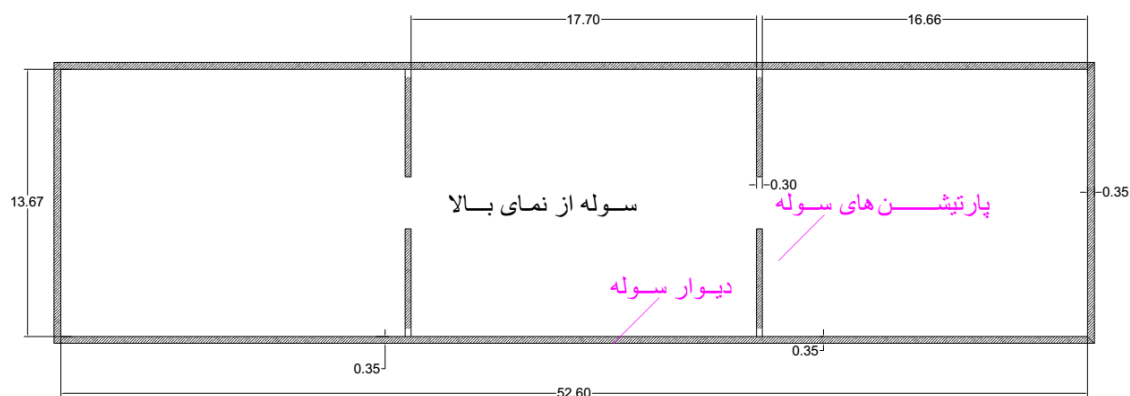 17.70
16.66
13.67
0.30
0.35
سوله از نمای بالا
پارتیشن های سوله
دیوار سوله
0.35
0.35
52.60